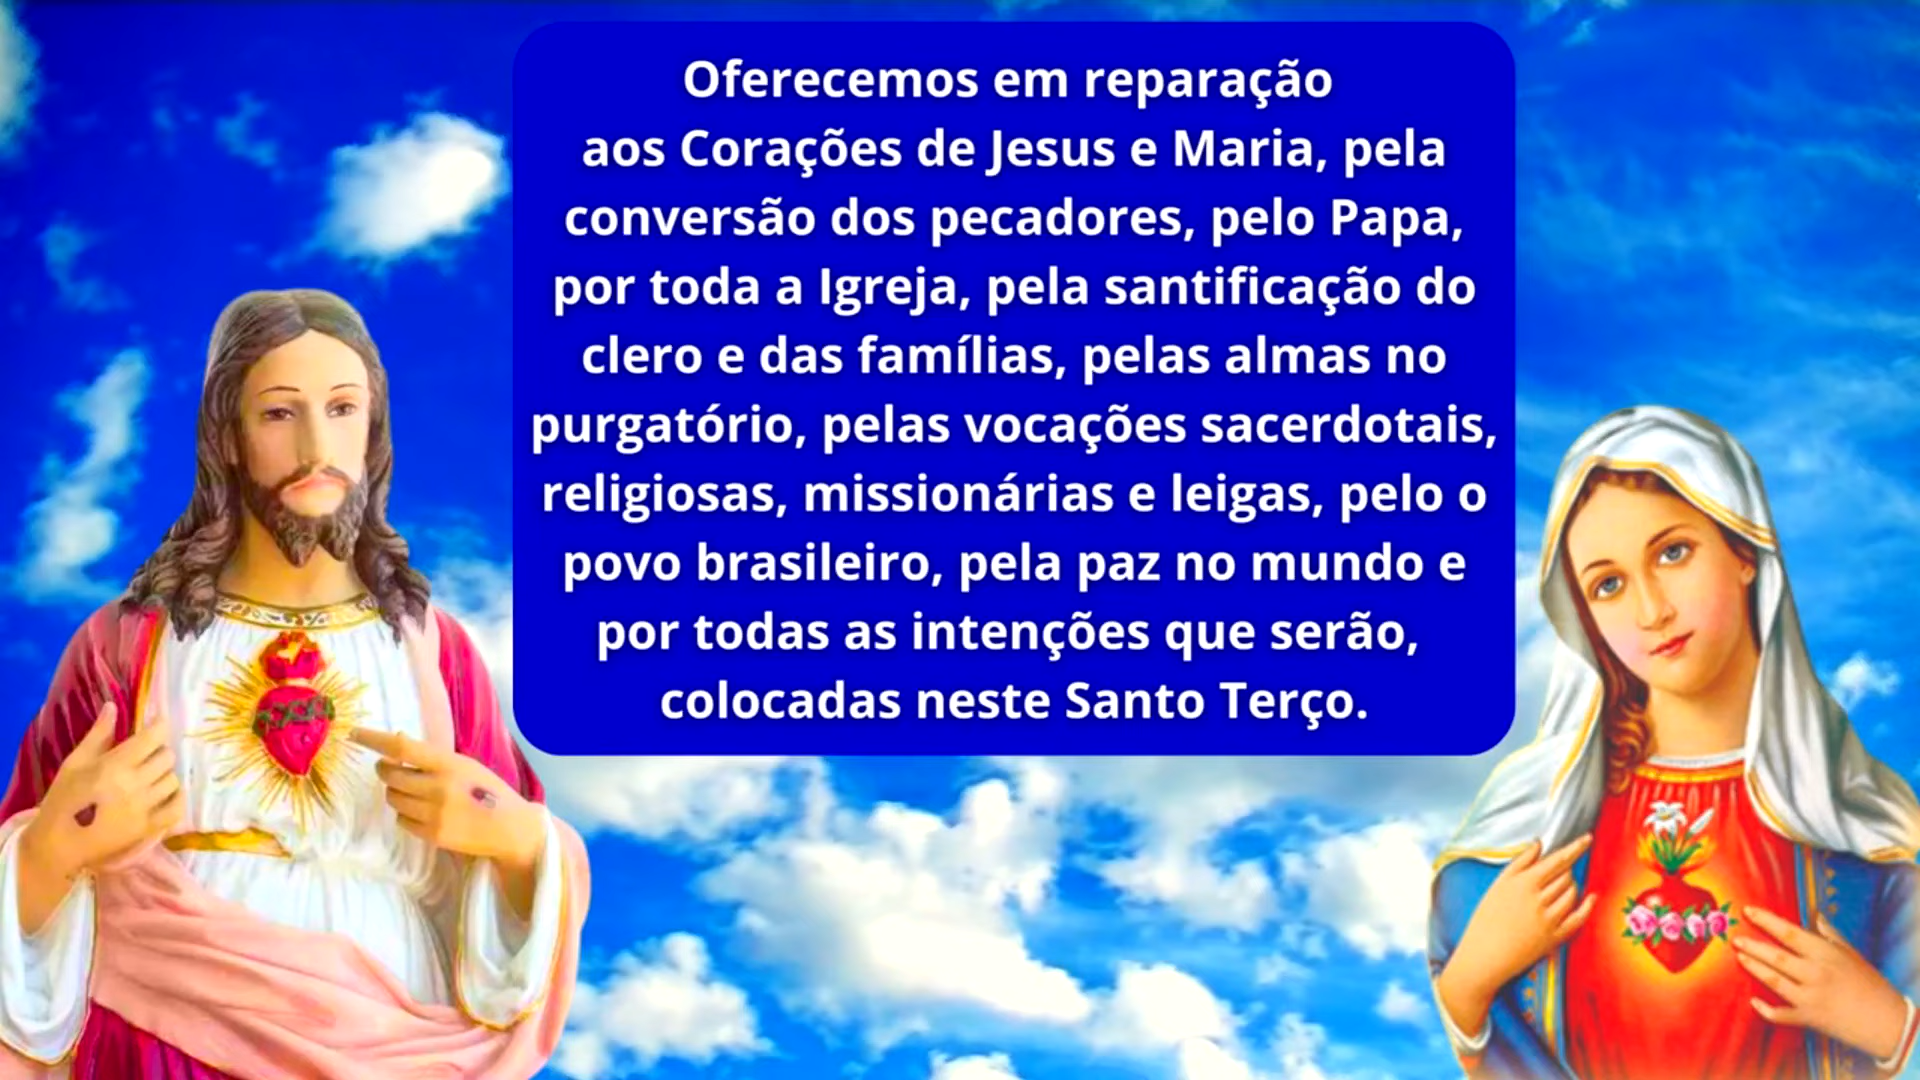 Oferecemos em reparação
aos Corações de Jesus e Maria, pela
conversão dos pecadores, pelo Papa,
por toda a Igreja, pela santificação do
clero e das famílias, pelas almas no
purgatório, pelas vocações sacerdotais,
religiosas, missionárias e leigas, pelo o
povo brasileiro, pela paz no mundo e
por todas as intenções que serão,
colocadas neste Santo Terço.